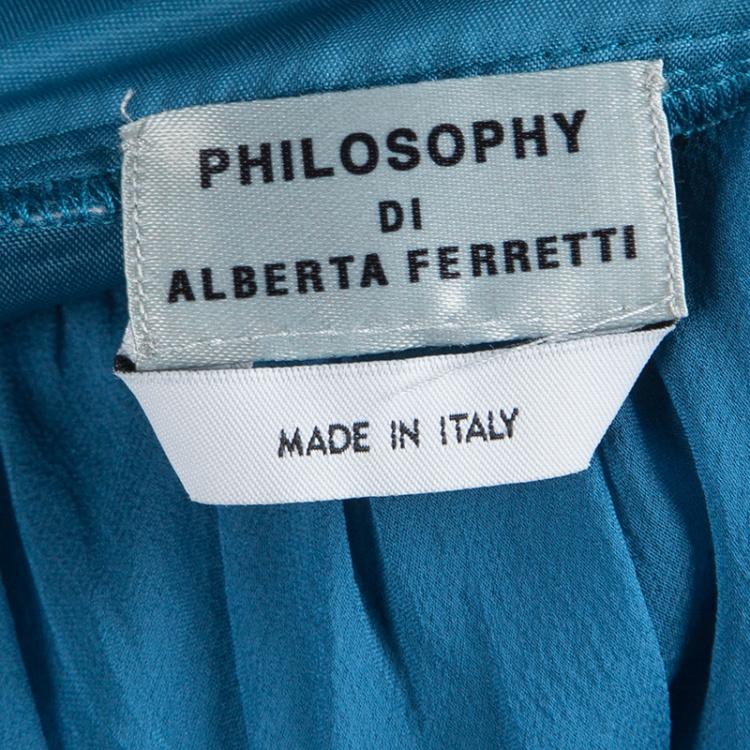 PHILOSOPHY
DI
ALBERTA FERRETTI
MADE IN ITALY